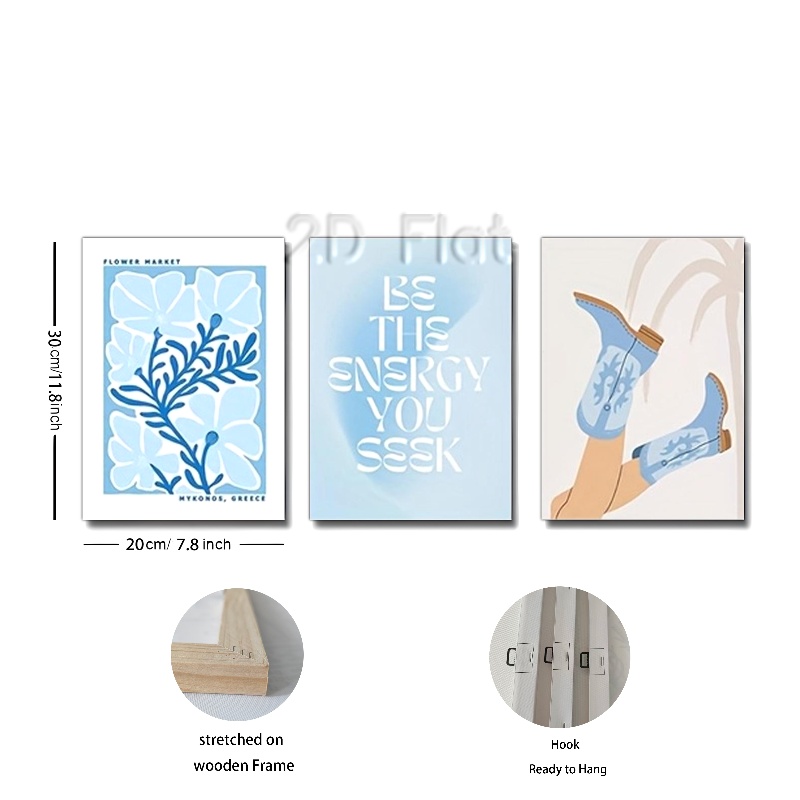 2D Flat
FLOWER MARKET
MYKONOS, GREECE
BE
THE
ENERGY
YOU
SEEK
30cm/11.8inch
20cm/ 7.8 inch
stretched on
wooden Frame
Hook
Ready to Hang